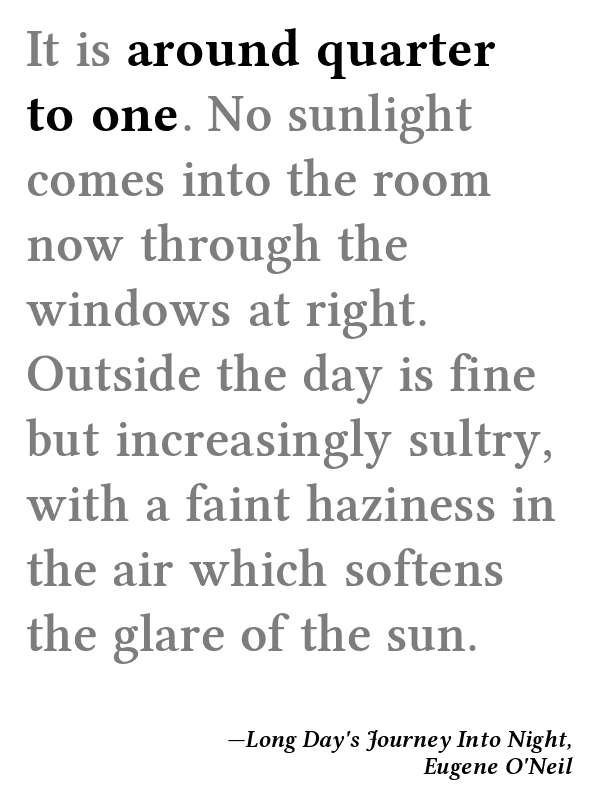 It is around quarter
to one. No sunlight
comes into the room
now through the
windows at right.
Outside the day is fine
but increasingly sultry,
with a faint haziness in
the air which softens
the glare of the sun.
—Long Day's Journey Into Night,
Eugene O'Neil